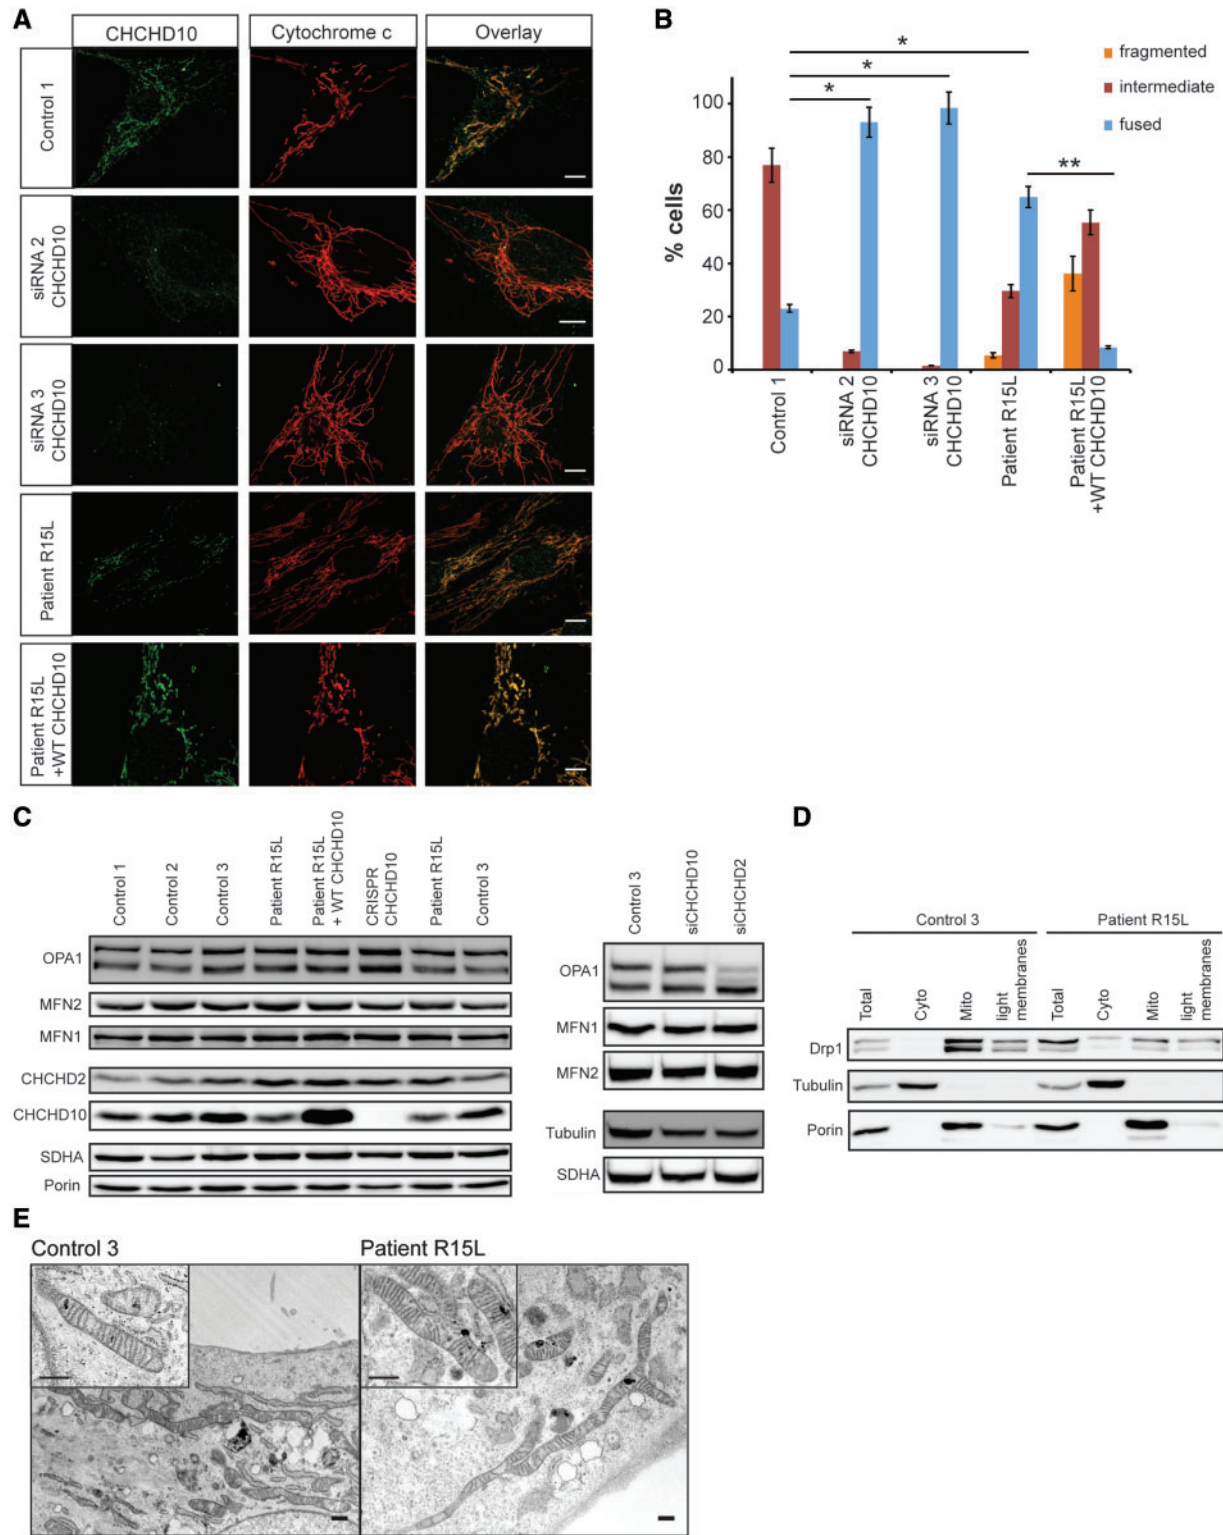 A
CHCHD10 Cytochrome c Overlay
Control 1
siRNA 2
CHCHD10
siRNA 3
CHCHD10
Patient R15L
Patient R15L
+WT CHCHD10
B
fragmented
intermediate
fused
* 
*
*
**
% cells
100
80
60
40
20
0
Control 1
siRNA 2
CHCHD10
siRNA 3
CHCHD10
Patient R15L
Patient R15L
+WT CHCHD10
C
Control 1
Control 2
Control 3
Patient R15L
Patient R15L
+ WT CHCHD10
CRISPR
CHCHD10
Patient R15L
Control 3
OPA1
MFN2
MFN1
CHCHD2
CHCHD10
SDHA
Porin
Control 3
siCHCHD10
siCHCHD2
OPA1
MFN1
MFN2
Tubulin
SDHA
D
Control 3 Patient R15L
Total
Cyto
Mito
light
membranes
Total
Cyto
Mito
light
membranes
Drp1
Tubulin
Porin
E
Control 3 Patient R15L